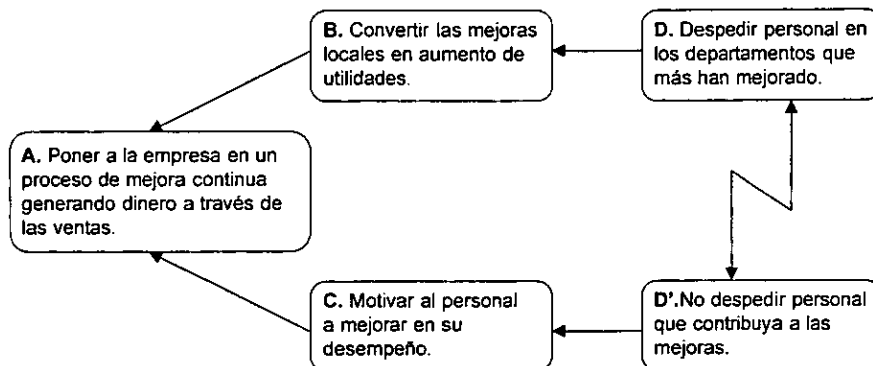 B. Convertir las mejoras
locales en aumento de
utilidades.
D. Despedir personal en
los departamentos que
más han mejorado.
A. Poner a la empresa en un
proceso de mejora continua
generando dinero a través de
las ventas.
C. Motivar al personal
a mejorar en su
desempeño.
D'.No despedir personal
que contribuya a las
mejoras.